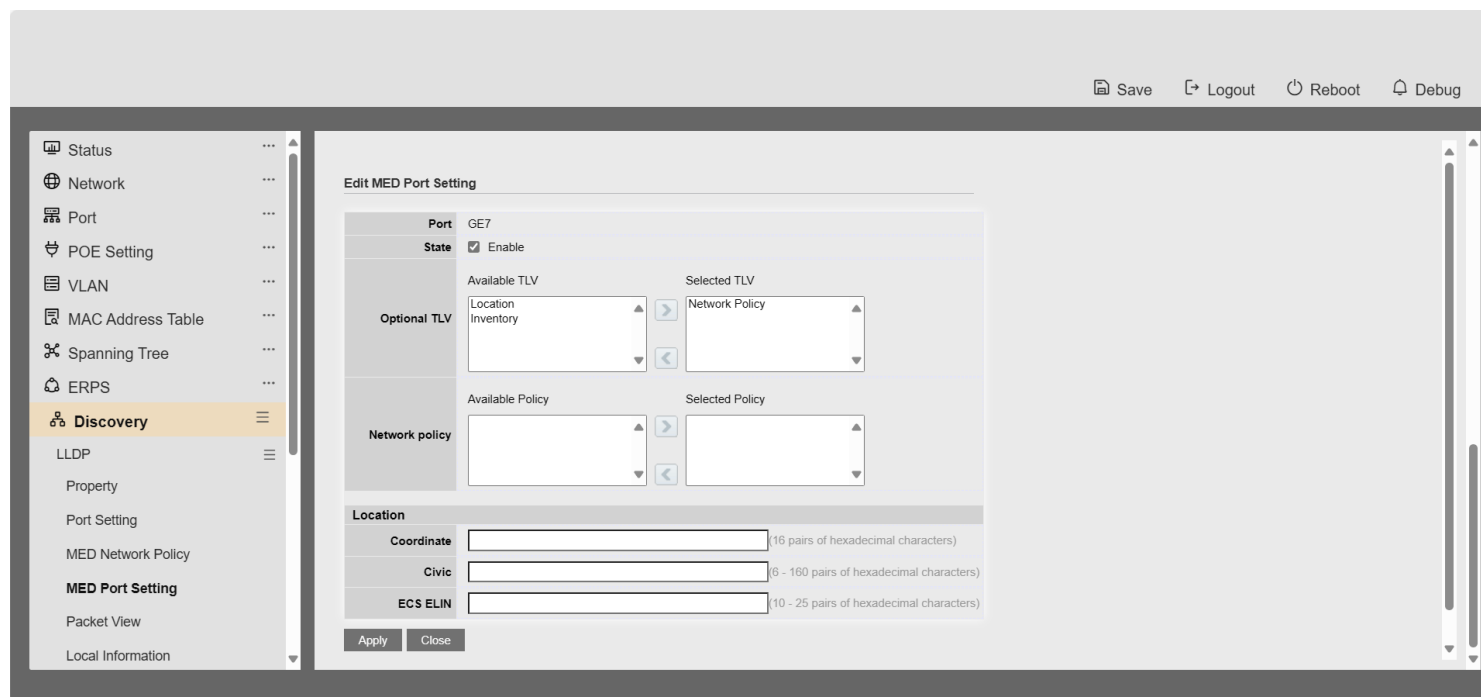 Save Logout Reboot Debug
Status
Network
Port
POE Setting
VLAN
MAC Address Table
Spanning Tree
ERPS
Discovery
LLDP
Property
Port Setting
MED Network Policy
MED Port Setting
Packet View
Local Information
Edit MED Port Setting
Port GE7
State Enable
Available TLV Selected TLV
Optional TLV
Location
Inventory
Network Policy
Available Policy Selected Policy
Network policy
Location
Coordinate (16 pairs of hexadecimal characters)
Civic (6 - 160 pairs of hexadecimal characters)
ECS ELIN (10 - 25 pairs of hexadecimal characters)
Apply Close